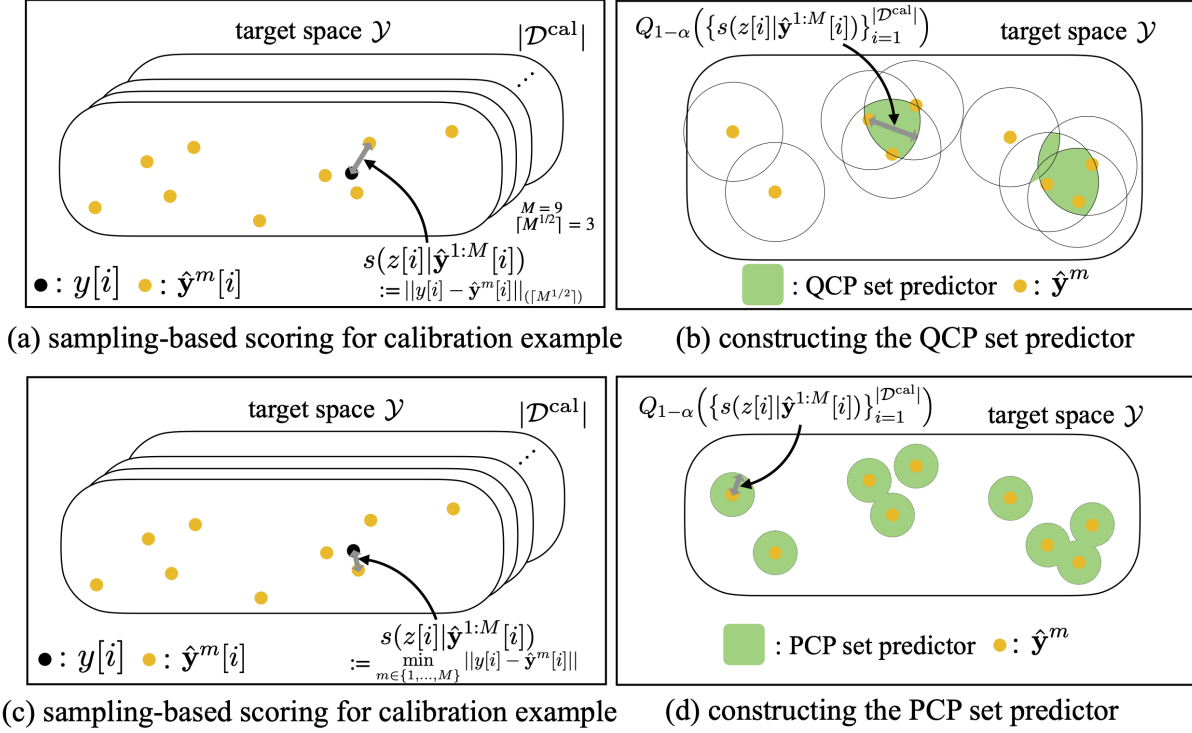 target space 𝒴
|𝒟^cal|
⋰
M = 9
⌈M^{1/2}⌉ = 3
s(z[i]|ŷ^{1:M}[i])
:= ||y[i] − ŷ^m[i]||_{(⌈M^{1/2}⌉)}
●: y[i] ●: ŷ^m[i]
(a) sampling-based scoring for calibration example
Q_{1−α}({s(z[i]|ŷ^{1:M}[i])}_{i=1}^{|𝒟^cal|})
target space 𝒴
: QCP set predictor ●: ŷ^m
(b) constructing the QCP set predictor
target space 𝒴
|𝒟^cal|
⋰
s(z[i]|ŷ^{1:M}[i])
:= min_{m∈{1,...,M}} ||y[i] − ŷ^m[i]||
●: y[i] ●: ŷ^m[i]
(c) sampling-based scoring for calibration example
Q_{1−α}({s(z[i]|ŷ^{1:M}[i])}_{i=1}^{|𝒟^cal|})
target space 𝒴
: PCP set predictor ●: ŷ^m
(d) constructing the PCP set predictor